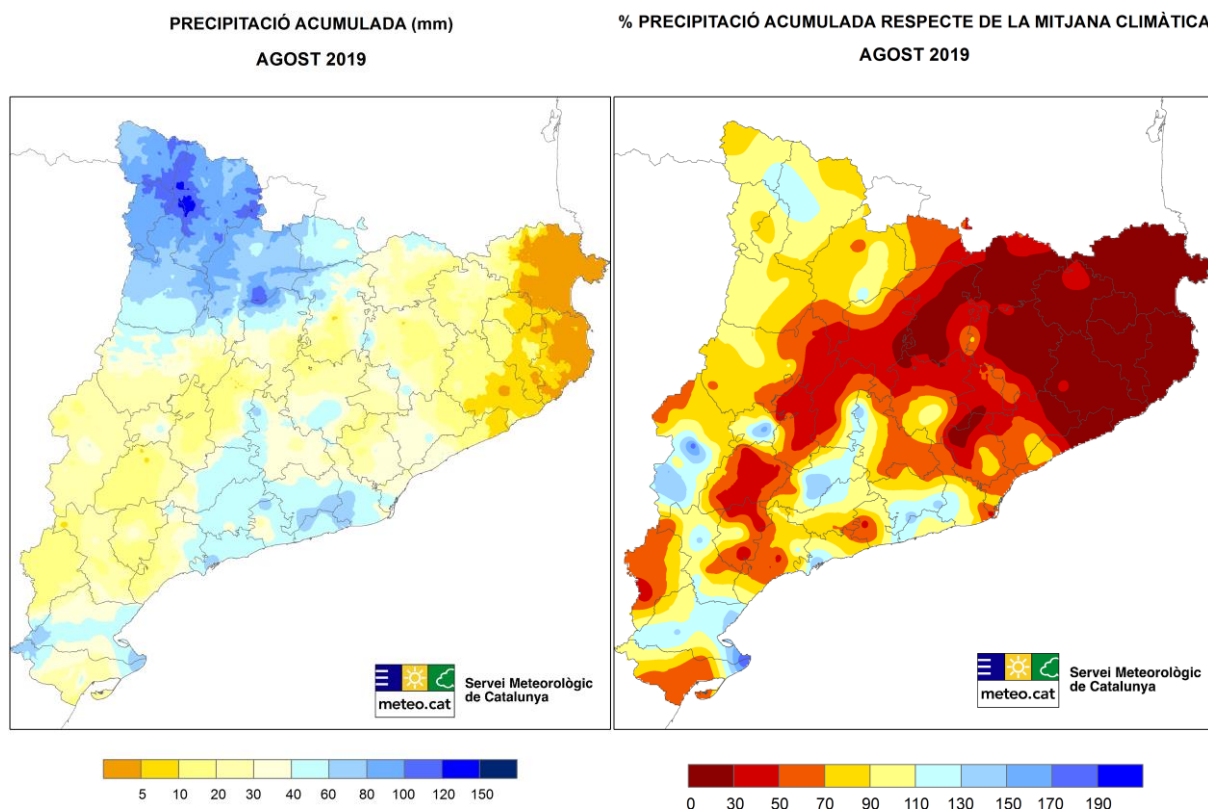 PRECIPITACIÓ ACUMULADA (mm)
AGOST 2019
% PRECIPITACIÓ ACUMULADA RESPECTE DE LA MITJANA CLIMÀTICA
AGOST 2019
meteo.cat
Servei Meteorològic
de Catalunya
meteo.cat
Servei Meteorològic
de Catalunya
5 10 20 30 40 60 80 100 120 150
0 30 50 70 90 110 130 150 170 190